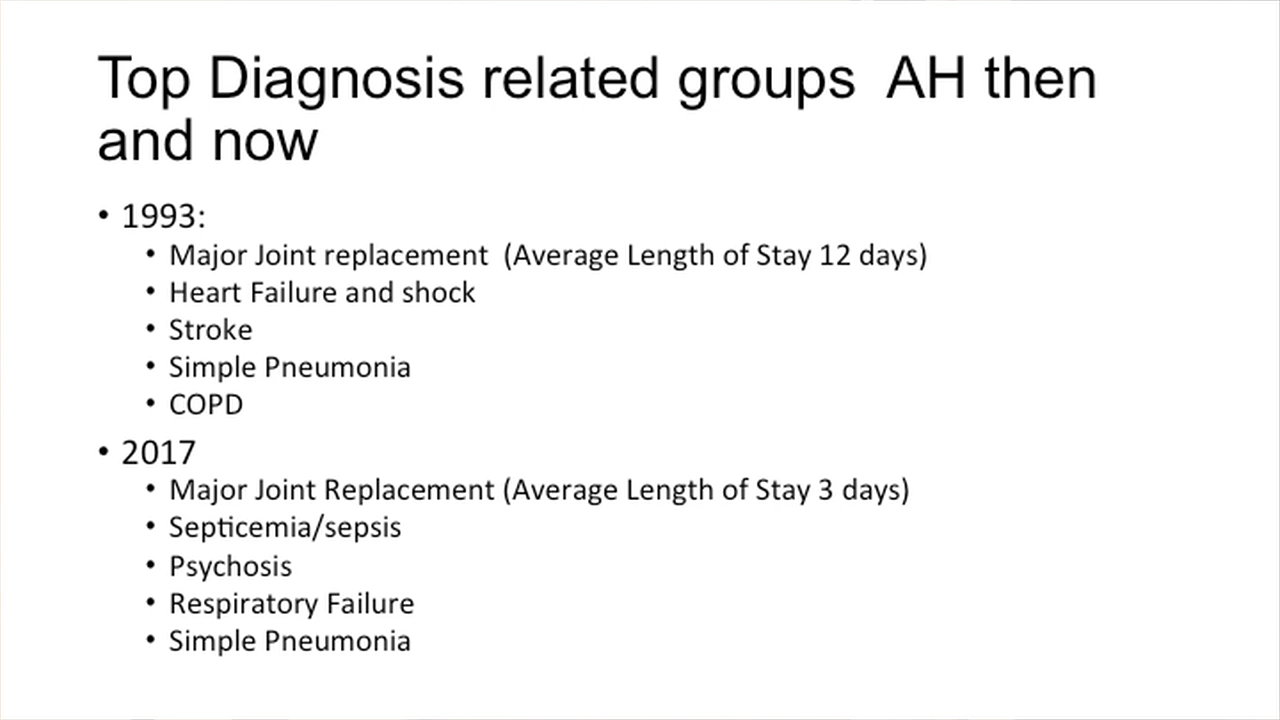 Top Diagnosis related groups  AH then
and now
• 1993:
• Major Joint replacement  (Average Length of Stay 12 days)
• Heart Failure and shock
• Stroke
• Simple Pneumonia
• COPD
• 2017
• Major Joint Replacement (Average Length of Stay 3 days)
• Septicemia/sepsis
• Psychosis
• Respiratory Failure
• Simple Pneumonia